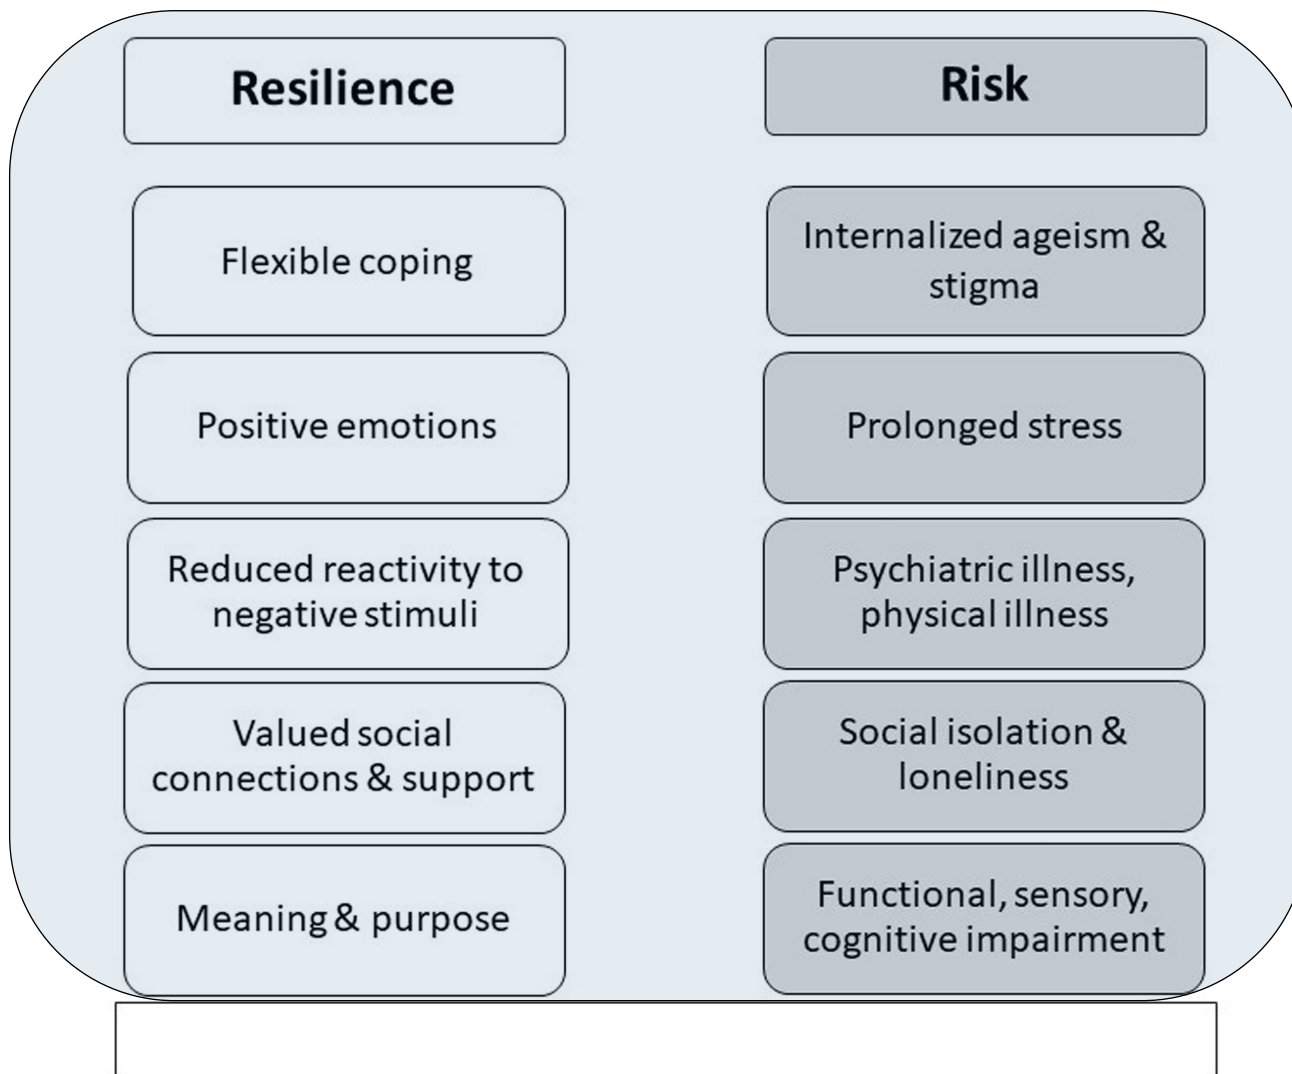 Resilience
Risk
Flexible coping
Internalized ageism &
stigma
Positive emotions
Prolonged stress
Reduced reactivity to
negative stimuli
Psychiatric illness,
physical illness
Valued social
connections & support
Social isolation &
loneliness
Meaning & purpose
Functional, sensory,
cognitive impairment